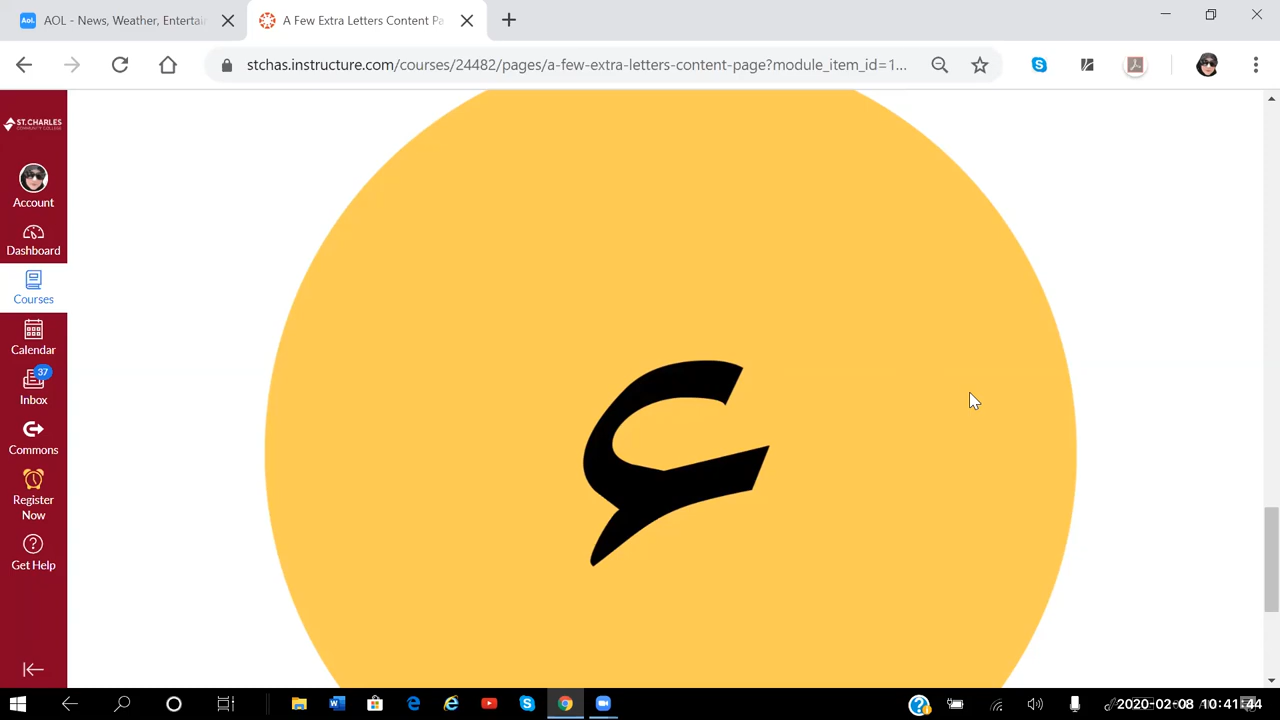 AOL - News, Weather, Entertai
A Few Extra Letters Content Pa
stchas.instructure.com/courses/24482/pages/a-few-extra-letters-content-page?module_item_id=1...
ST. CHARLES
COMMUNITY COLLEGE
Account
Dashboard
Courses
Calendar
37
Inbox
Commons
Register
Now
Get Help
ء
2020-02-08 10:41:44